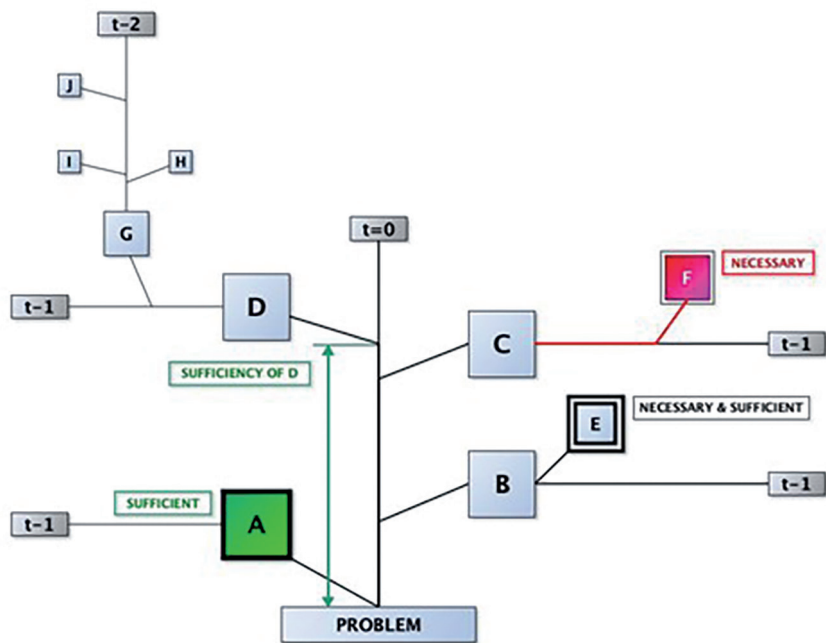 t-2
J
I
H
G
t=0
F
NECESSARY
t-1
D
C
t-1
SUFFICIENCY OF D
E
NECESSARY & SUFFICIENT
B
t-1
SUFFICIENT
t-1
A
PROBLEM